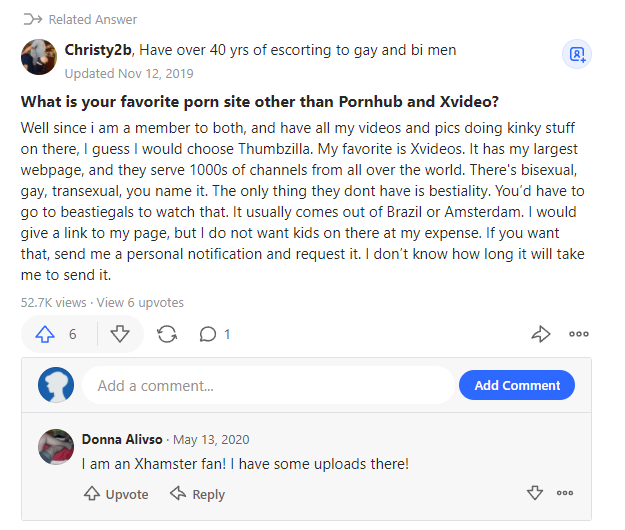 Related Answer
Christy2b, Have over 40 yrs of escorting to gay and bi men
Updated Nov 12, 2019
What is your favorite porn site other than Pornhub and Xvideo?
Well since i am a member to both, and have all my videos and pics doing kinky stuff
on there, I guess I would choose Thumbzilla. My favorite is Xvideos. It has my largest
webpage, and they serve 1000s of channels from all over the world. There's bisexual,
gay, transexual, you name it. The only thing they dont have is bestiality. You’d have to
go to beastiegals to watch that. It usually comes out of Brazil or Amsterdam. I would
give a link to my page, but I do not want kids on there at my expense. If you want
that, send me a personal notification and request it. I don’t know how long it will take
me to send it.
52.7K views · View 6 upvotes
6 1
Add a comment... Add Comment
Donna Alivso · May 13, 2020
I am an Xhamster fan! I have some uploads there!
Upvote Reply